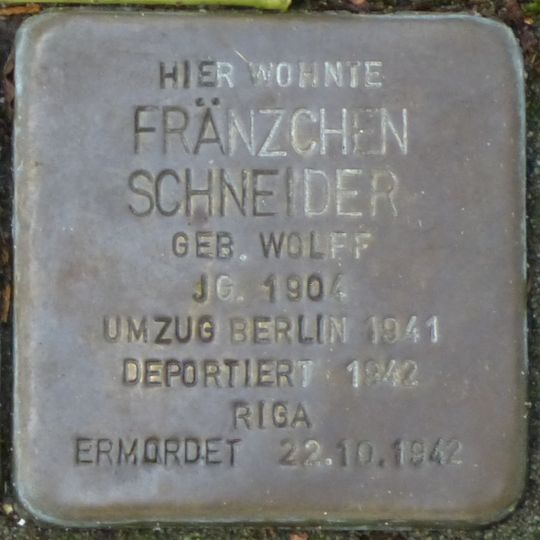 HIER WOHNTE
FRÄNZCHEN
SCHNEIDER
GEB. WOLFF
JG. 1904
UMZUG BERLIN 1941
DEPORTIERT 1942
RIGA
ERMORDET 22.10.1942